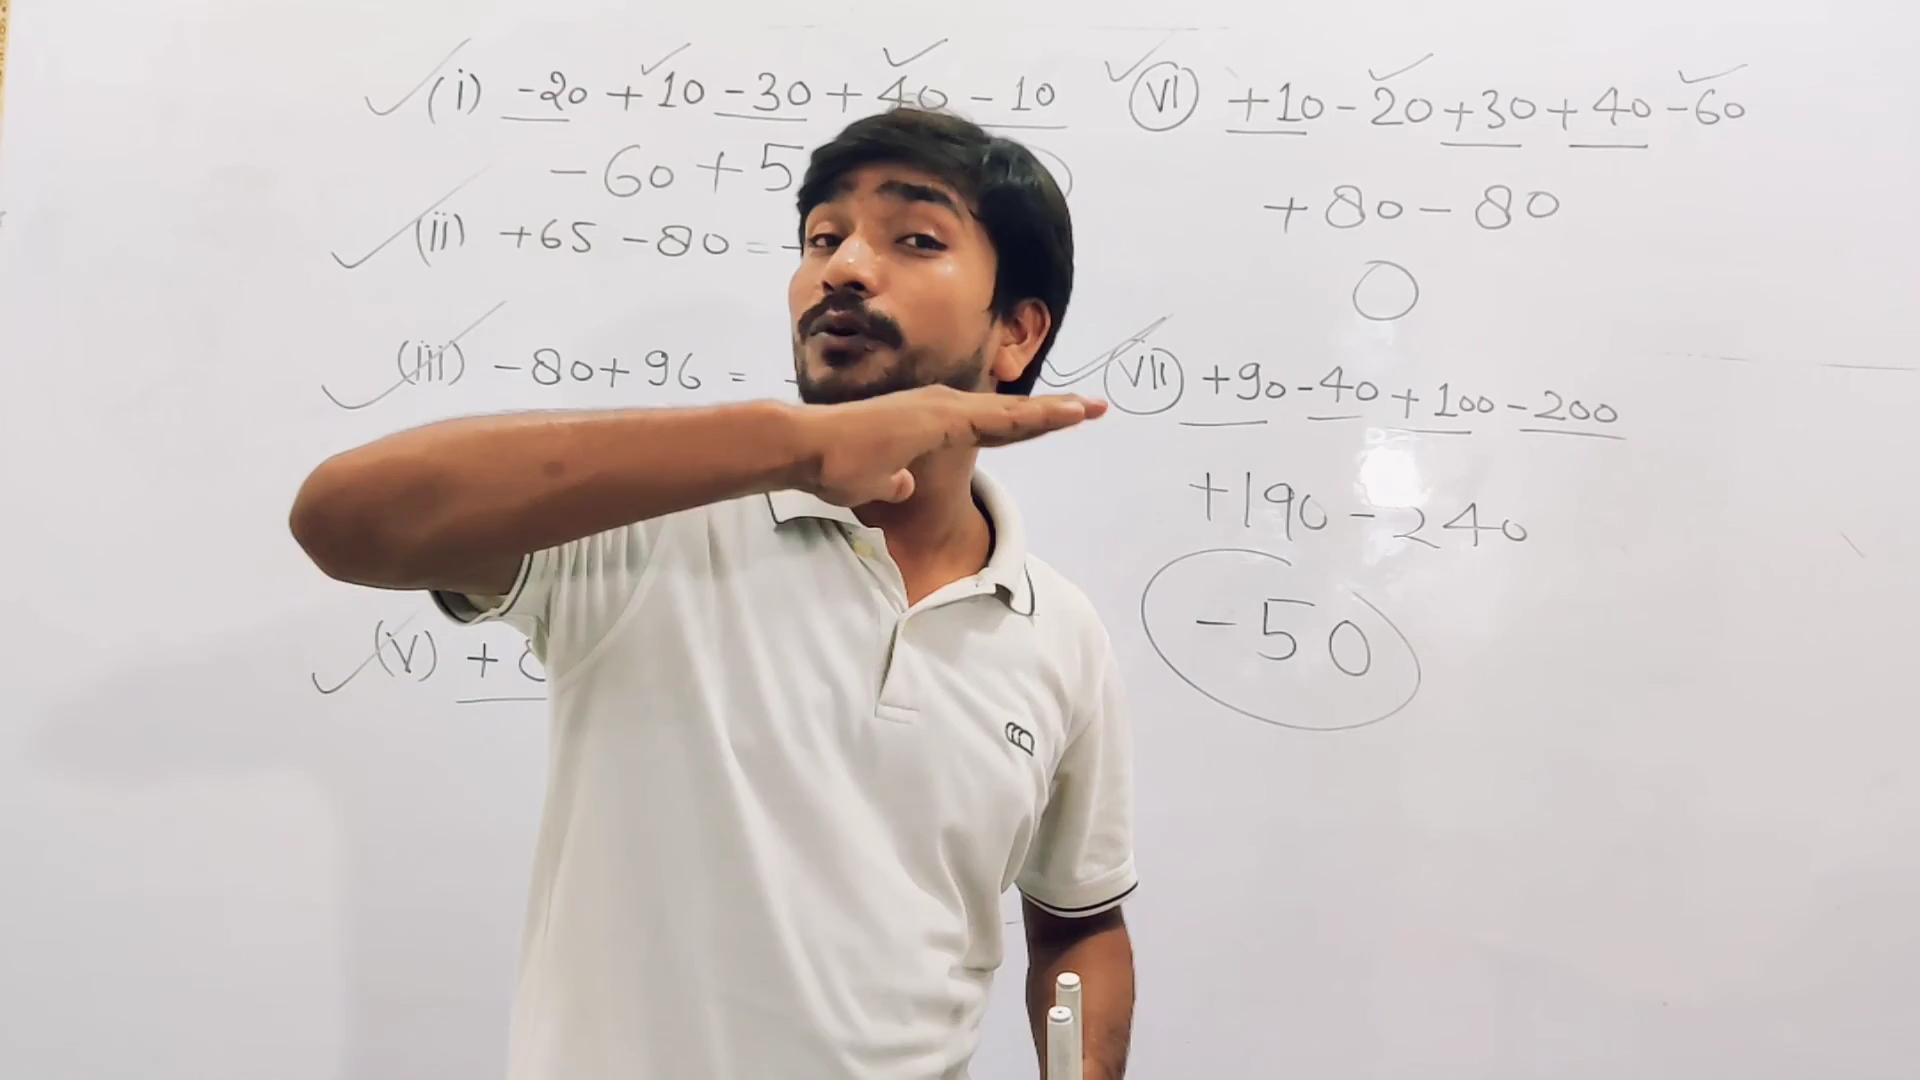 (i) -20 + 10 - 30 + 40 - 10
-60 + 5
(ii) +65 -80 = -
(iii) -80 + 96 = -
(V) +
(VI) +10 - 20 + 30 + 40 - 60
+80 - 80
0
(VII) +90 - 40 + 100 - 200
+190 - 240
-50